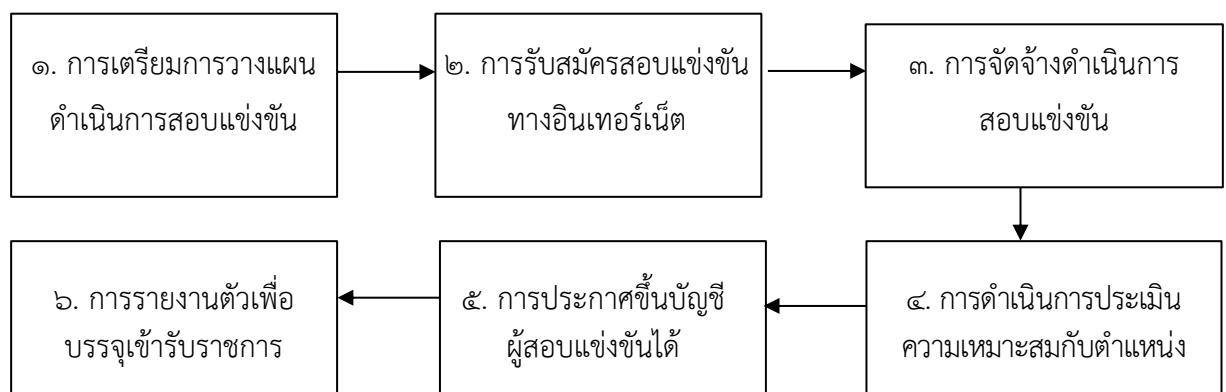 ๑. การเตรียมการวางแผน
ดำเนินการสอบแข่งขัน
๒. การรับสมัครสอบแข่งขัน
ทางอินเทอร์เน็ต
๓. การจัดจ้างดำเนินการ
สอบแข่งขัน
๔. การดำเนินการประเมิน
ความเหมาะสมกับตำแหน่ง
๕. การประกาศขึ้นบัญชี
ผู้สอบแข่งขันได้
๖. การรายงานตัวเพื่อ
บรรจุเข้ารับราชการ